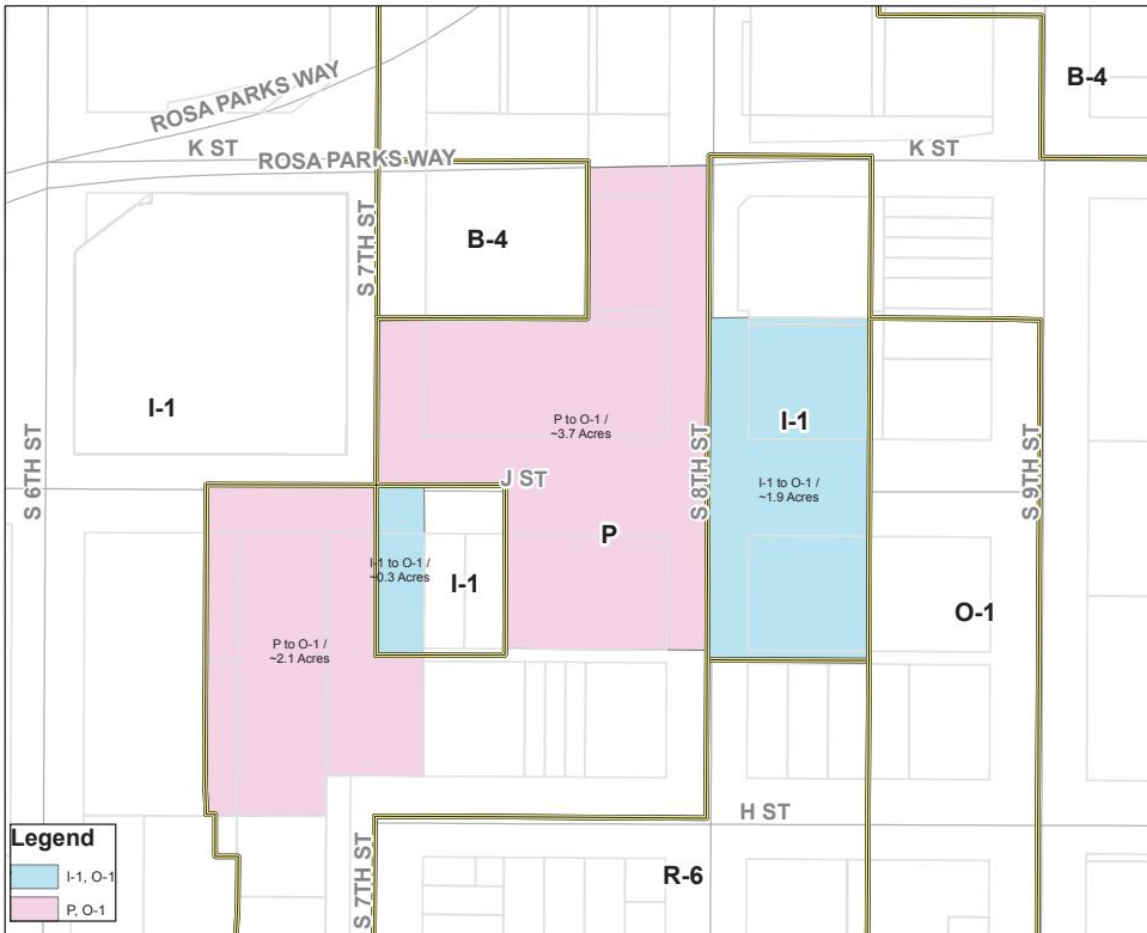 B-4
ROSA PARKS WAY
K ST
ROSA PARKS WAY
K ST
S 7TH ST
B-4
I-1
P to O-1 /
~3.7 Acres
I-1
S 6TH ST
S 8TH ST
S 9TH ST
J ST
I-1 to O-1 /
~1.9 Acres
P
I-1 to O-1 /
~0.3 Acres
I-1
O-1
P to O-1 /
~2.1 Acres
H ST
S 7TH ST
R-6
Legend
I-1, O-1
P, O-1